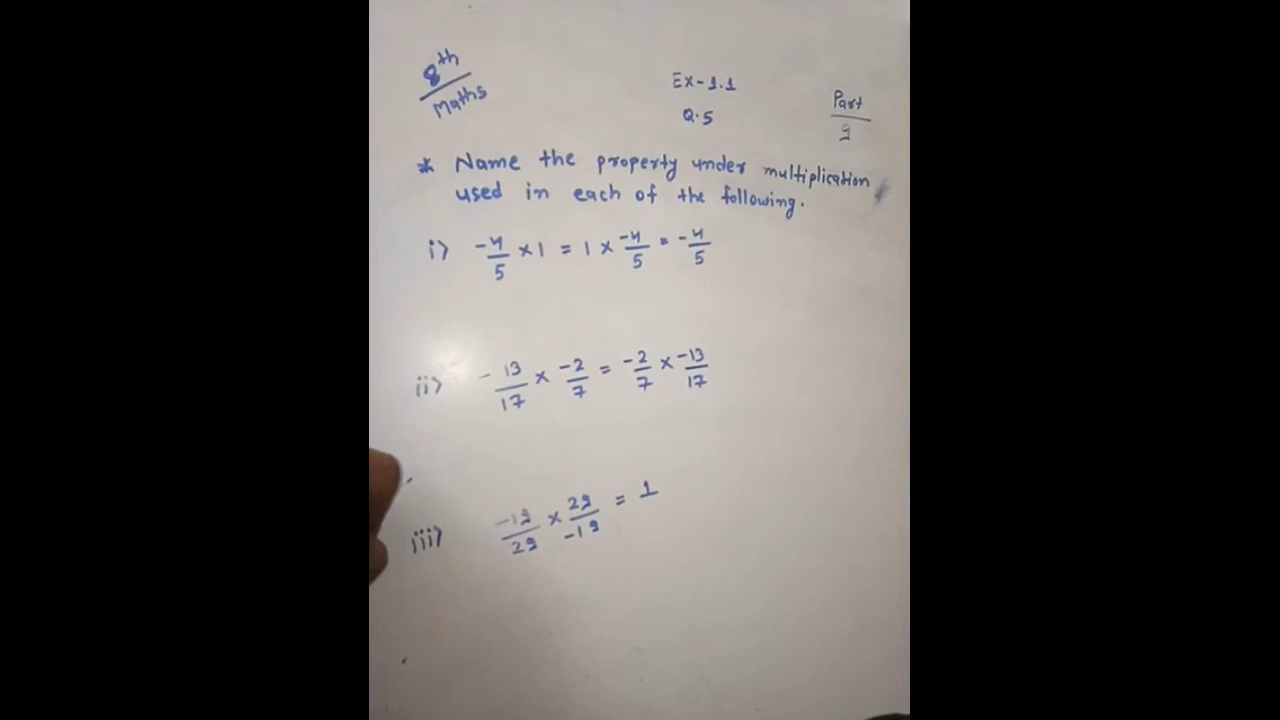 8th
Maths
Ex-1.1
Q.5
Part
9
* Name the property under multiplication
used in each of the following.
i) -4/5 × 1 = 1 × -4/5 = -4/5
ii) -13/17 × -2/7 = -2/7 × -13/17
iii) -19/29 × 29/-19 = 1